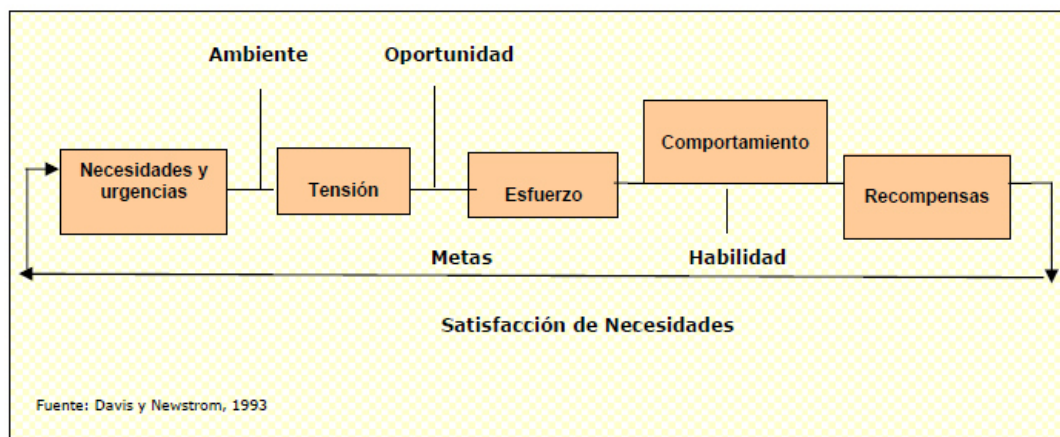 Ambiente
Oportunidad
Necesidades y
urgencias
Tensión
Esfuerzo
Comportamiento
Recompensas
Metas
Habilidad
Satisfacción de Necesidades
Fuente: Davis y Newstrom, 1993